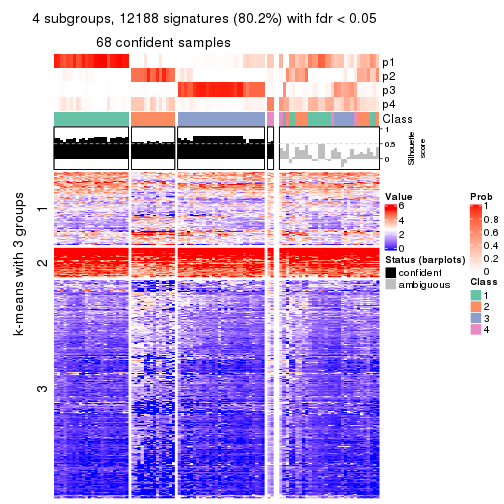 4 subgroups, 12188 signatures (80.2%) with fdr < 0.05
68 confident samples
p1
p2
p3
p4
Class
1
0.5
0
Silhouette
score
k-means with 3 groups
1
2
3
Value
6
4
2
0
Status (barplots)
confident
ambiguous
Prob
1
0.8
0.6
0.4
0.2
0
Class
1
2
3
4